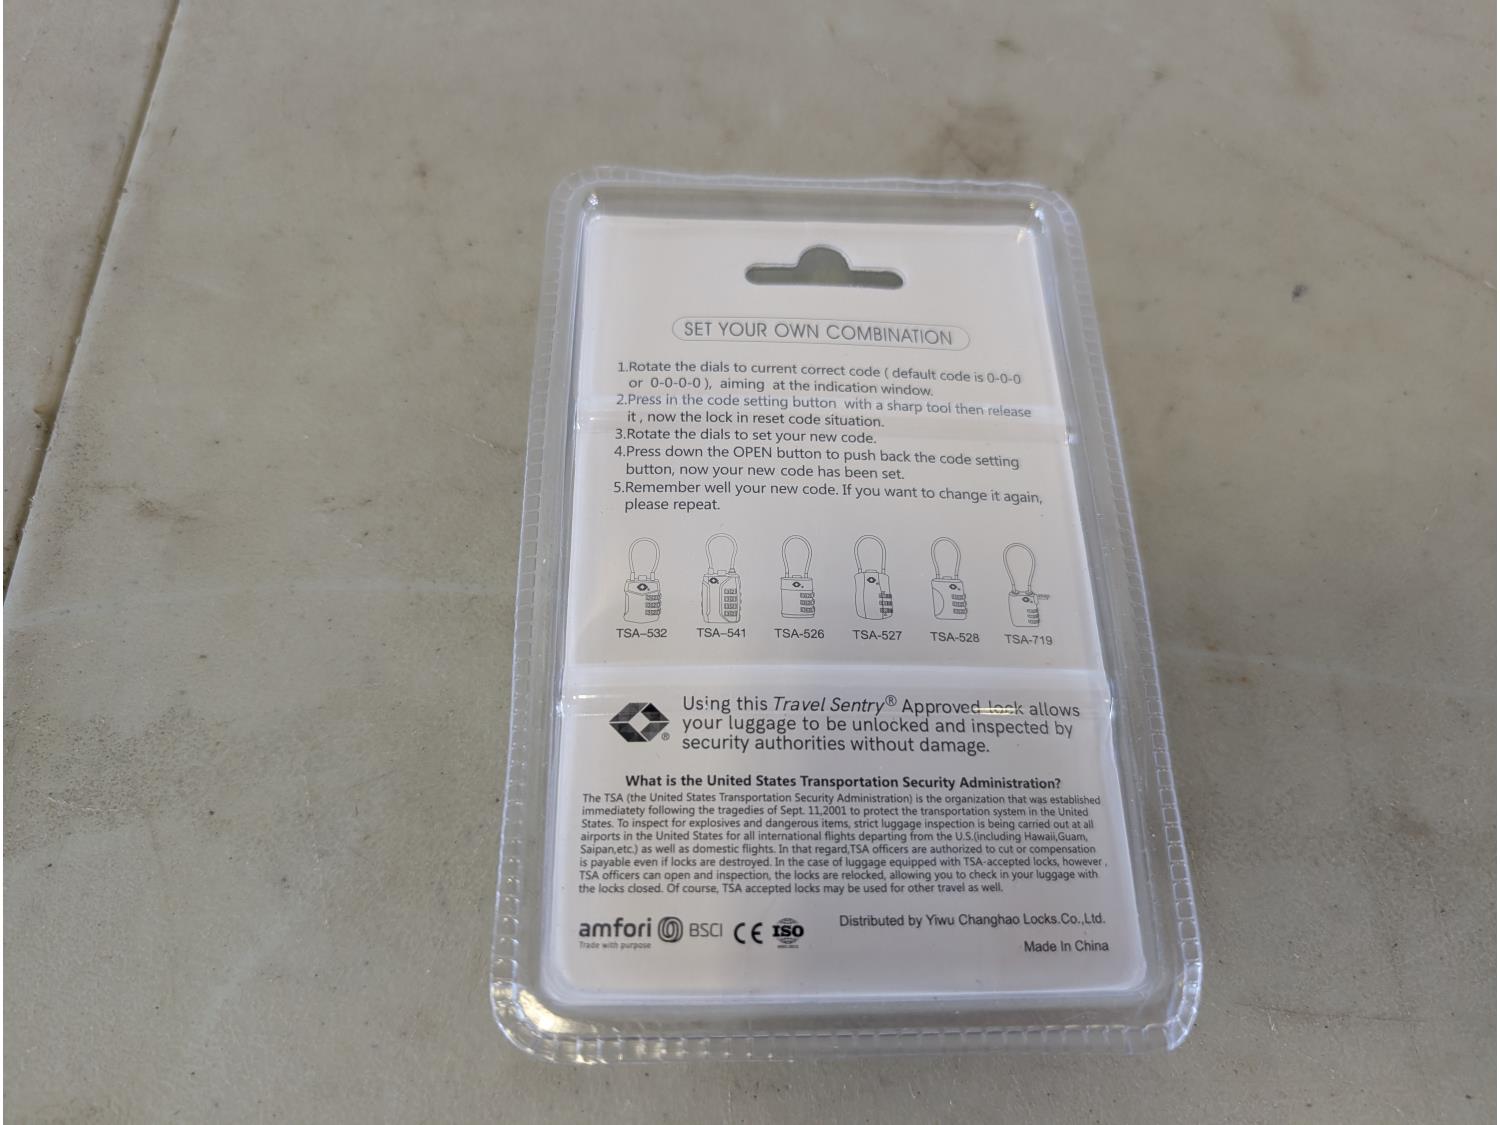 SET YOUR OWN COMBINATION
1.Rotate the dials to current correct code ( default code is 0-0-0
or 0-0-0-0 ), aiming at the indication window.
2.Press in the code setting button with a sharp tool then release
it , now the lock in reset code situation.
3.Rotate the dials to set your new code.
4.Press down the OPEN button to push back the code setting
button, now your new code has been set.
5.Remember well your new code. If you want to change it again,
please repeat.
TSA-532 TSA-541 TSA-526 TSA-527 TSA-528 TSA-719
Using this Travel Sentry® Approved lock allows
your luggage to be unlocked and inspected by
security authorities without damage.
®
What is the United States Transportation Security Administration?
The TSA (the United States Transportation Security Administration) is the organization that was established
immediately following the tragedies of Sept. 11,2001 to protect the transportation system in the United
States. To inspect for explosives and dangerous items, strict luggage inspection is being carried out at all
airports in the United States for all international flights departing from the U.S.(including Hawaii,Guam,
Saipan,etc.) as well as domestic flights. In that regard,TSA officers are authorized to cut or compensation
is payable even if locks are destroyed. In the case of luggage equipped with TSA-accepted locks, however ,
TSA officers can open and inspection, the locks are relocked, allowing you to check in your luggage with
the locks closed. Of course, TSA accepted locks may be used for other travel as well.
amfori BSCI CE ISO
Trade with purpose
Distributed by Yiwu Changhao Locks.Co.,Ltd.
Made In China